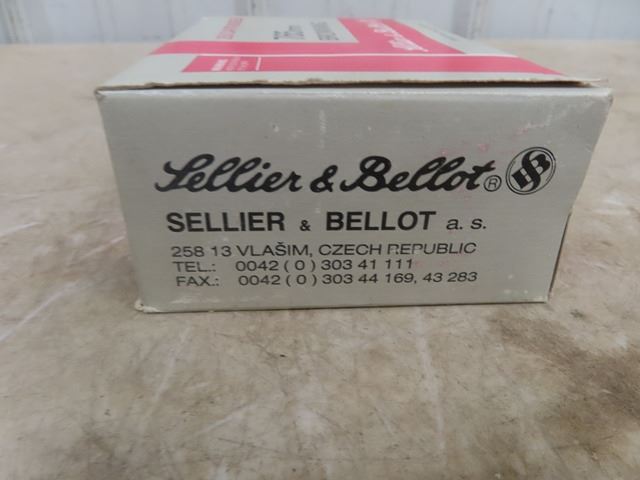 Sellier & Bellot ®
SELLIER & BELLOT a. s.
258 13 VLAŠIM, CZECH REPUBLIC
TEL.: 0042 ( 0 ) 303 41 111
FAX.: 0042 ( 0 ) 303 44 169, 43 283